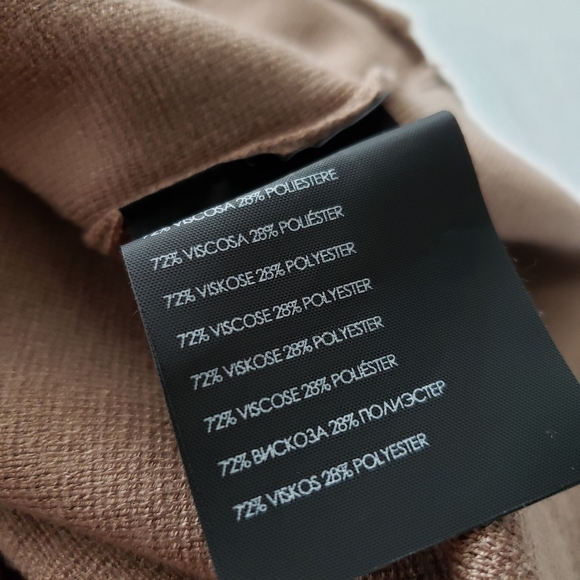 72% VISCOSA 28% POLIESTERE
72% VISCOSA 28% POLIÉSTER
72% VISKOSE 28% POLYESTER
72% VISCOSE 28% POLYESTER
72% VISKOSE 28% POLYESTER
72% VISCOSE 28% POLIÉSTER
72% ВИСКОЗА 28% ПОЛИЭСТЕР
72% VISKOS 28% POLYESTER